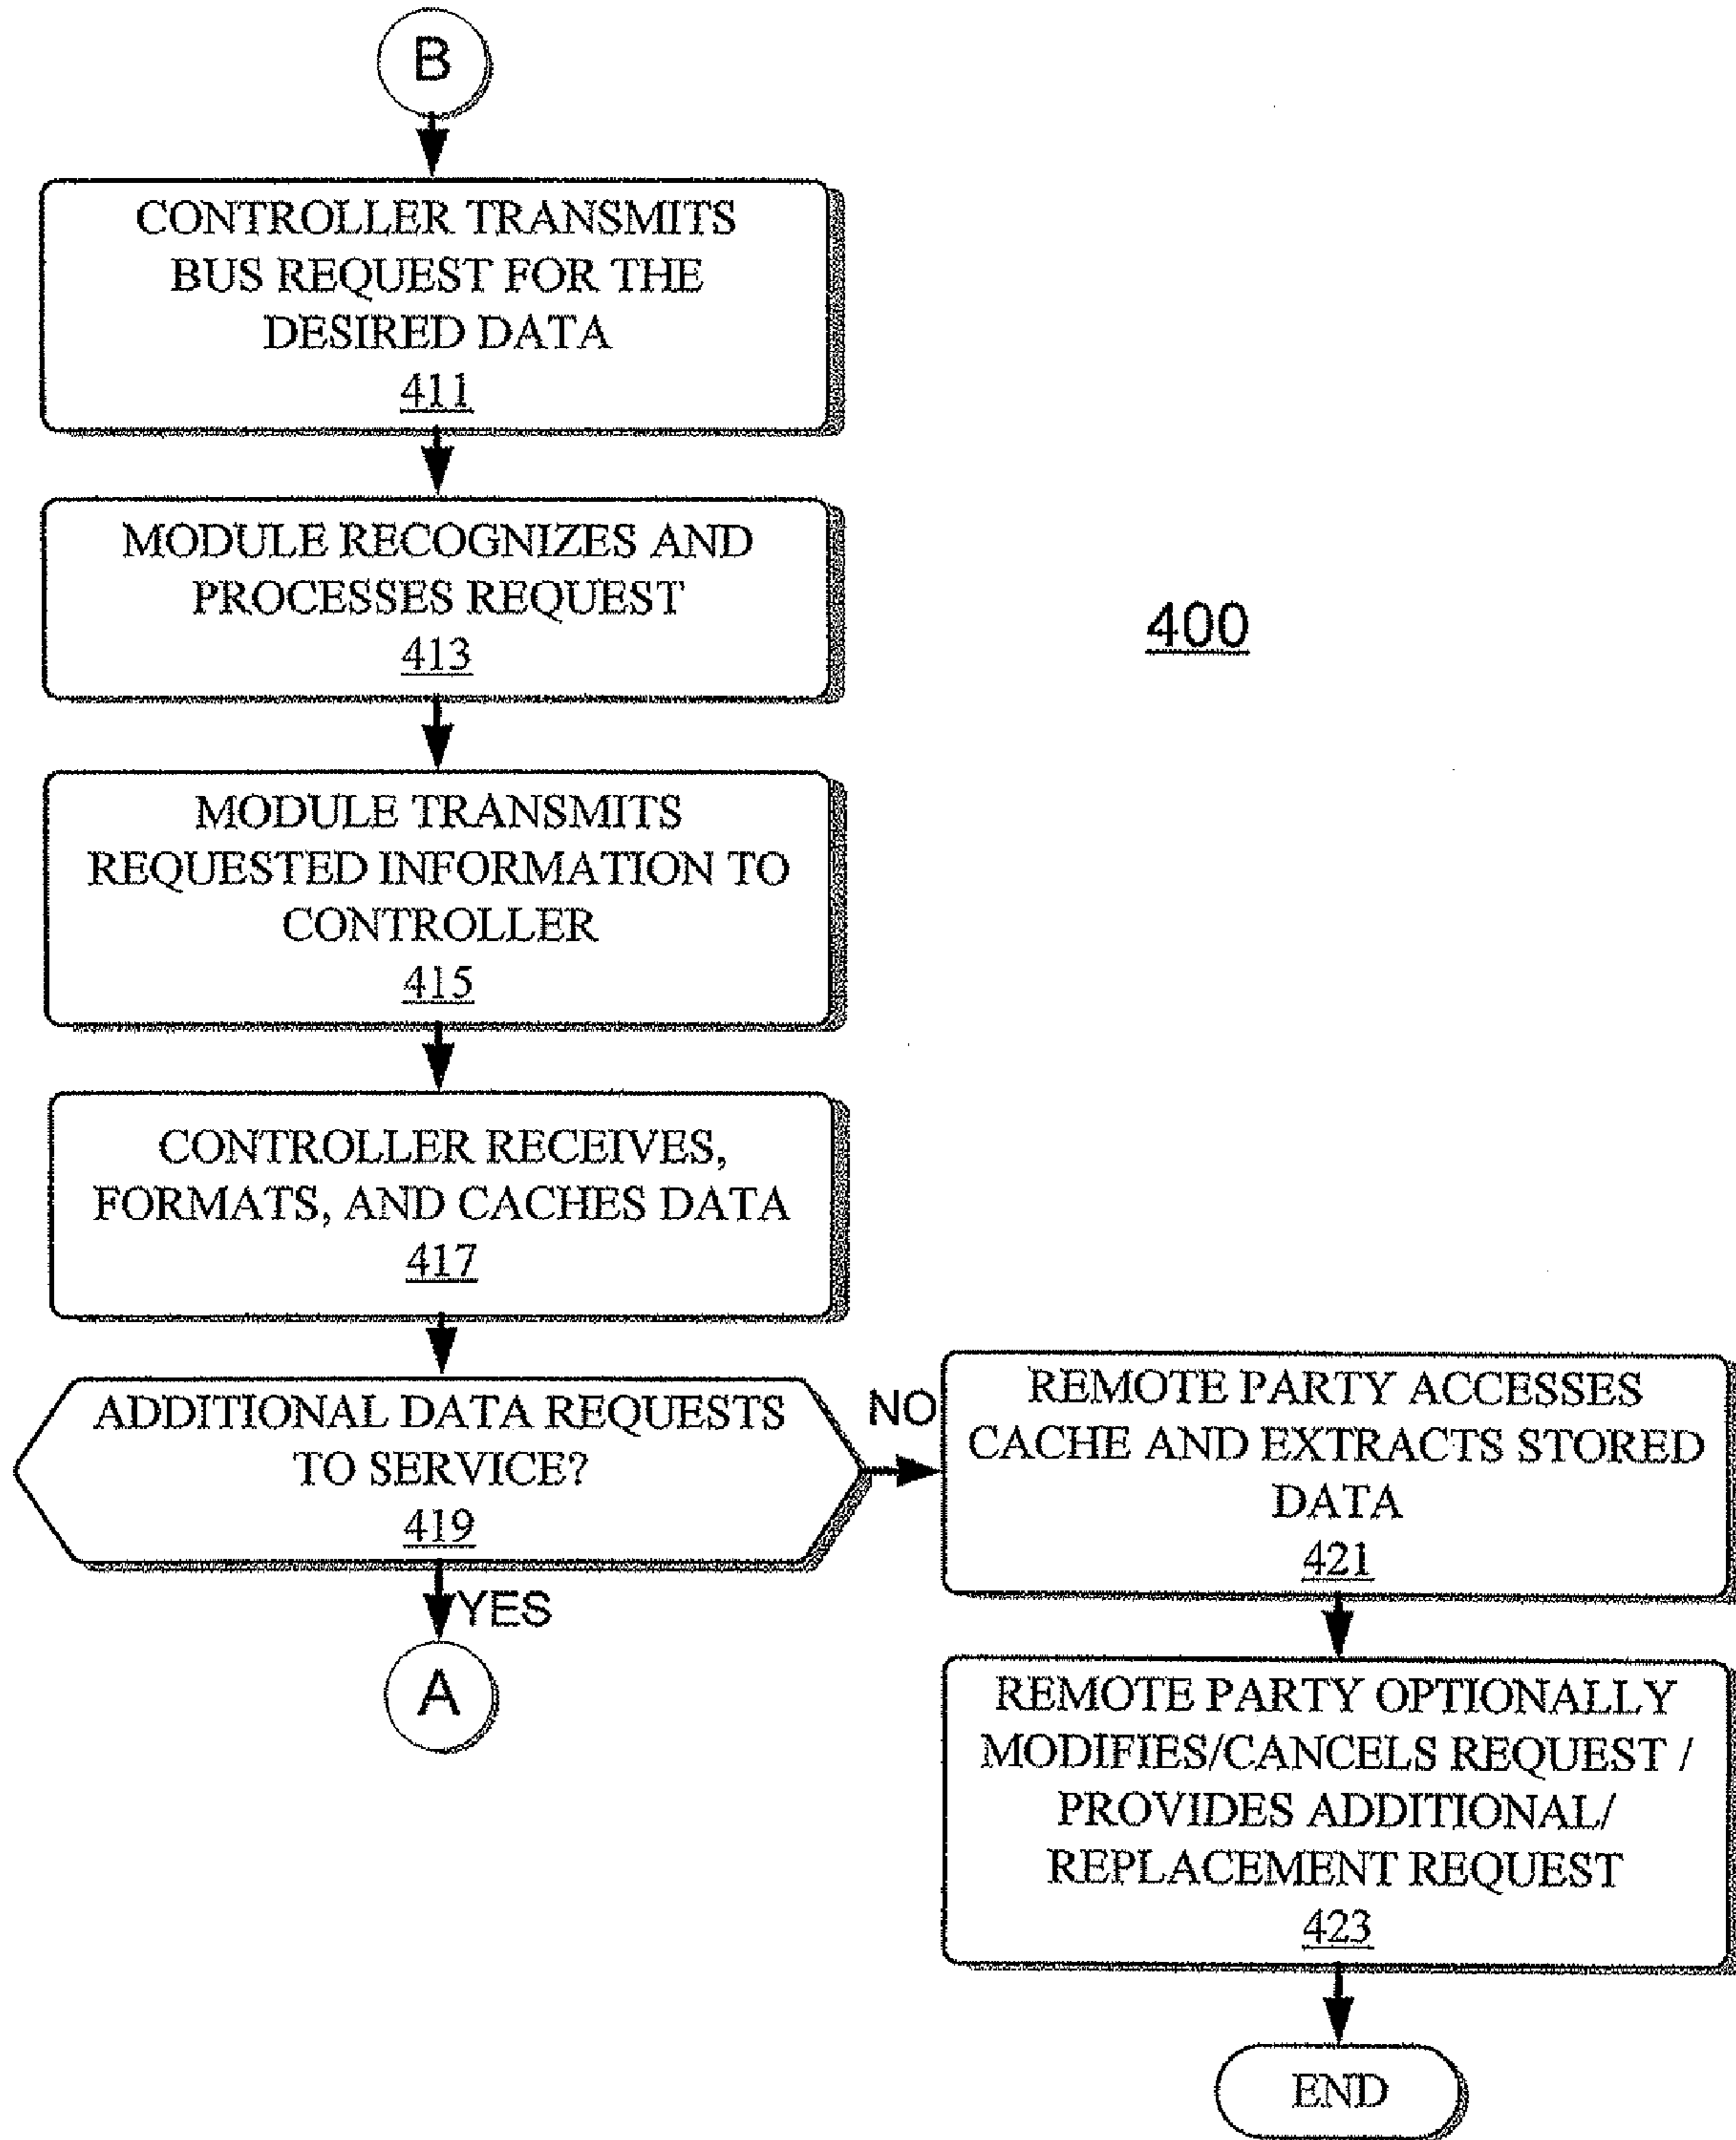 B
CONTROLLER TRANSMITS
BUS REQUEST FOR THE
DESIRED DATA
411
MODULE RECOGNIZES AND
PROCESSES REQUEST
413
400
MODULE TRANSMITS
REQUESTED INFORMATION TO
CONTROLLER
415
CONTROLLER RECEIVES,
FORMATS, AND CACHES DATA
417
ADDITIONAL DATA REQUESTS
TO SERVICE?
419
NO
YES
A
REMOTE PARTY ACCESSES
CACHE AND EXTRACTS STORED
DATA
421
REMOTE PARTY OPTIONALLY
MODIFIES/CANCELS REQUEST /
PROVIDES ADDITIONAL/
REPLACEMENT REQUEST
423
END